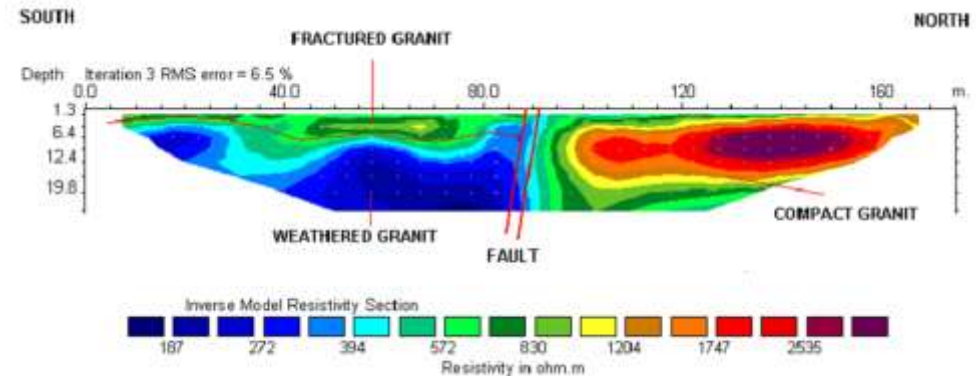 SOUTH
NORTH
FRACTURED GRANIT
Depth Iteration 3 RMS error = 6.5 %
0.0 40.0 80.0 120 160 m.
1.3
6.4
12.4
19.8
COMPACT GRANIT
WEATHERED GRANIT
FAULT
Inverse Model Resistivity Section
187 272 394 572 830 1204 1747 2535
Resistivity in ohm.m